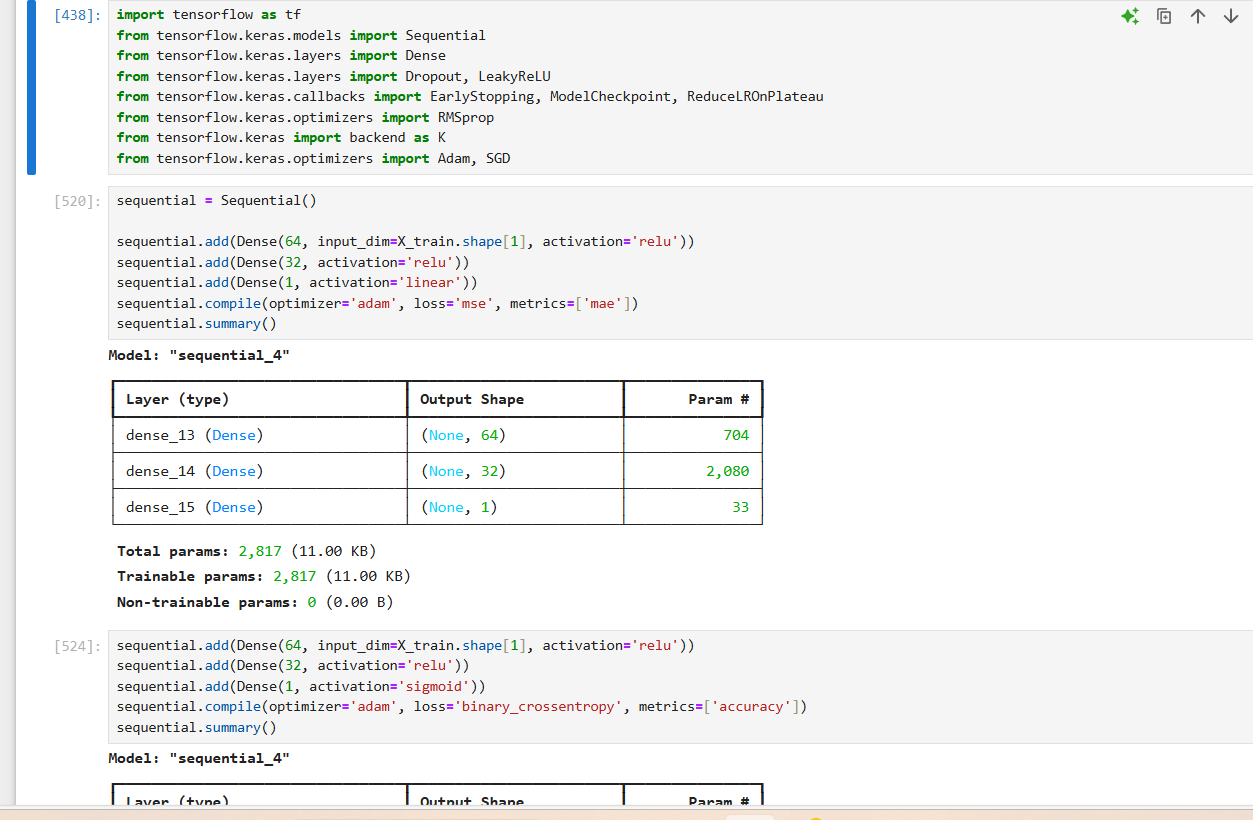 [438]: import tensorflow as tf
from tensorflow.keras.models import Sequential
from tensorflow.keras.layers import Dense
from tensorflow.keras.layers import Dropout, LeakyReLU
from tensorflow.keras.callbacks import EarlyStopping, ModelCheckpoint, ReduceLROnPlateau
from tensorflow.keras.optimizers import RMSprop
from tensorflow.keras import backend as K
from tensorflow.keras.optimizers import Adam, SGD
[520]: sequential = Sequential()
sequential.add(Dense(64, input_dim=X_train.shape[1], activation='relu'))
sequential.add(Dense(32, activation='relu'))
sequential.add(Dense(1, activation='linear'))
sequential.compile(optimizer='adam', loss='mse', metrics=['mae'])
sequential.summary()
Model: "sequential_4"
Layer (type) Output Shape Param #
dense_13 (Dense) (None, 64) 704
dense_14 (Dense) (None, 32) 2,080
dense_15 (Dense) (None, 1) 33
Total params: 2,817 (11.00 KB)
Trainable params: 2,817 (11.00 KB)
Non-trainable params: 0 (0.00 B)
[524]: sequential.add(Dense(64, input_dim=X_train.shape[1], activation='relu'))
sequential.add(Dense(32, activation='relu'))
sequential.add(Dense(1, activation='sigmoid'))
sequential.compile(optimizer='adam', loss='binary_crossentropy', metrics=['accuracy'])
sequential.summary()
Model: "sequential_4"
Layer (type) Output Shape Param #